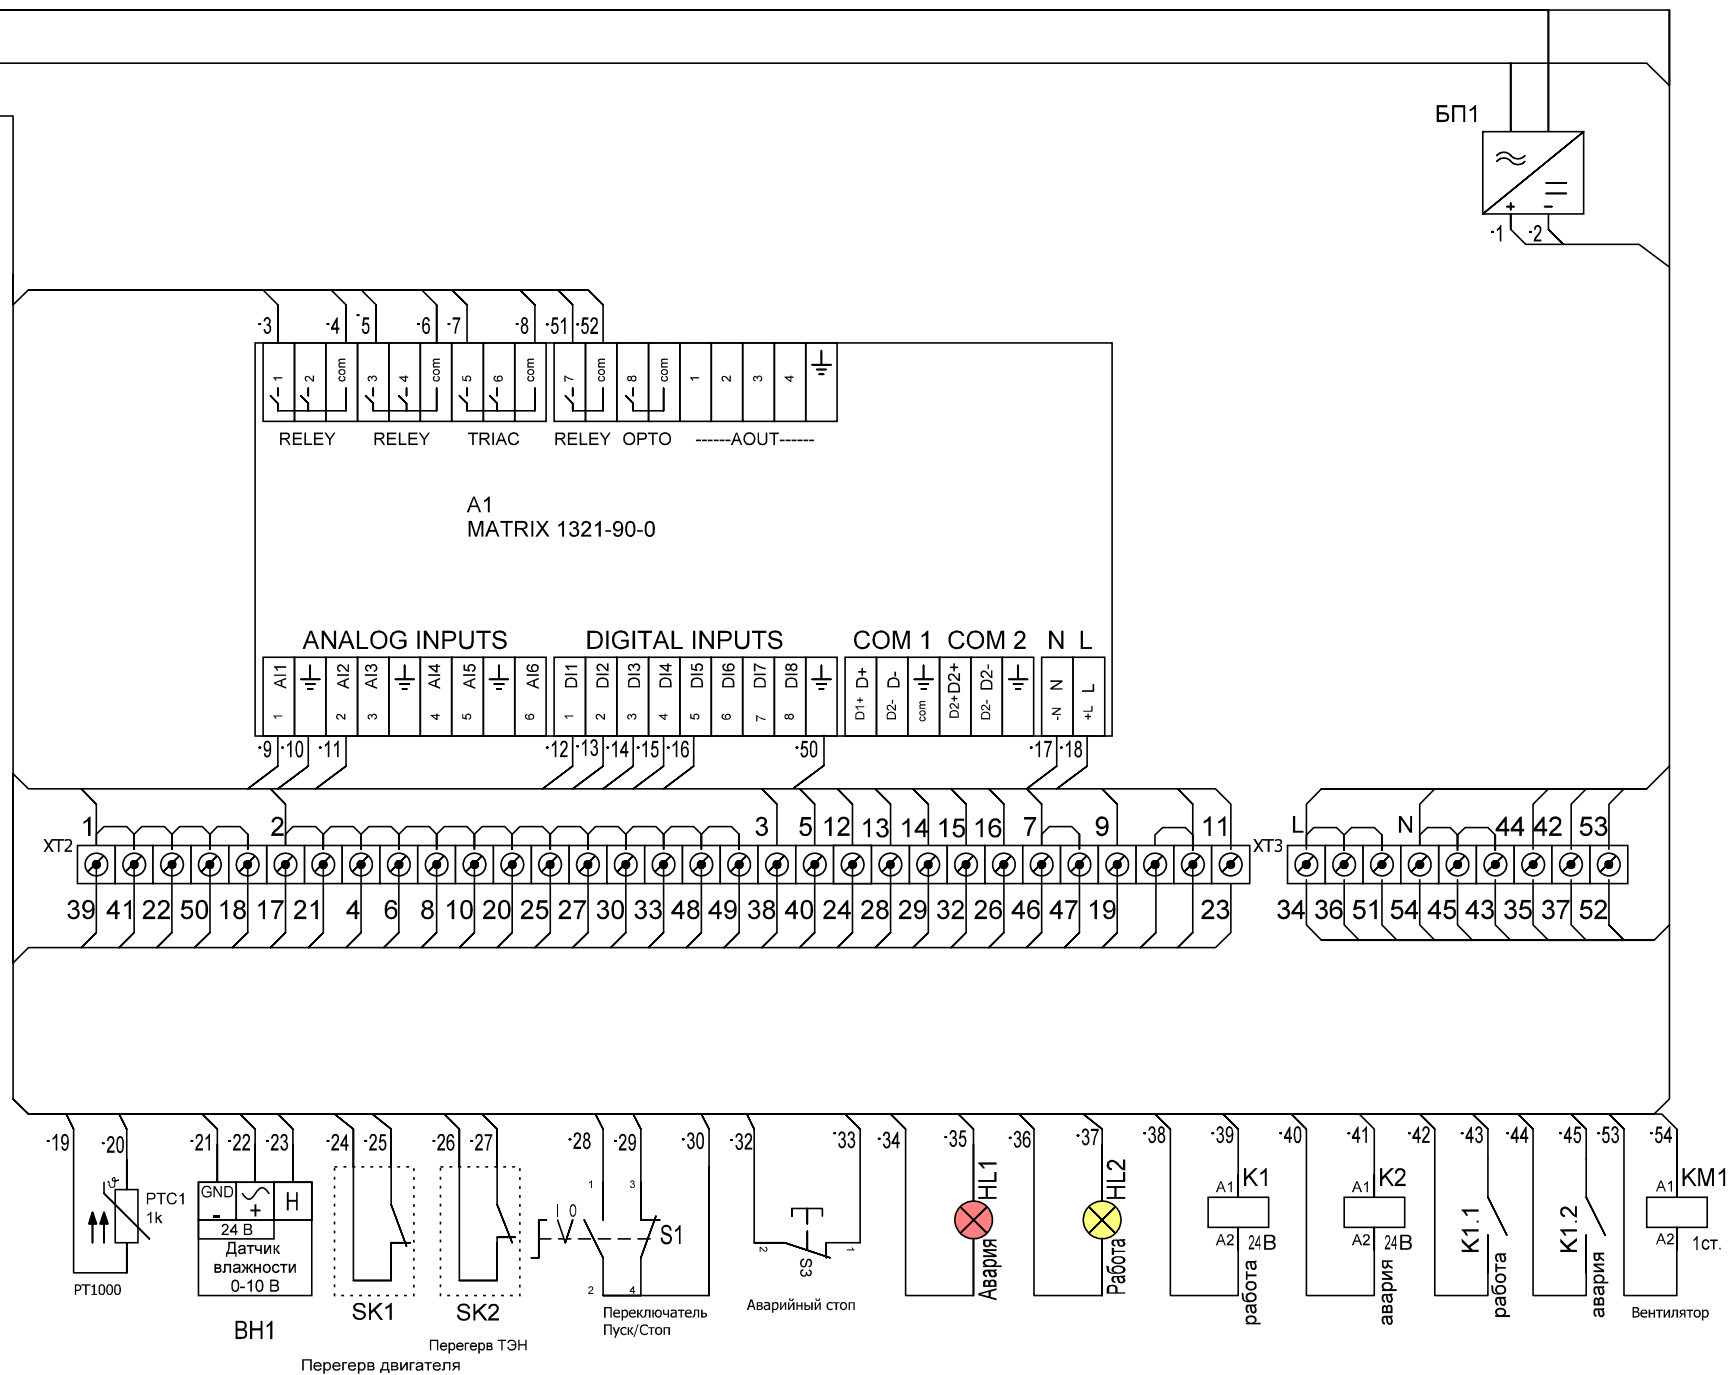 БП1
+ -
-1 -2
-3 -4 -5 -6 -7 -8 -51 -52
1 2 com 3 4 com 5 6 com 7 com 8 com 1 2 3 4
RELEY RELEY TRIAC RELEY OPTO ------AOUT------
A1
MATRIX 1321-90-0
ANALOG INPUTS DIGITAL INPUTS COM 1 COM 2 N L
AI1 AI2 AI3 AI4 AI5 AI6 DI1 DI2 DI3 DI4 DI5 DI6 DI7 DI8 D+ D- D2+ D2- N L
1 2 3 4 5 6 1 2 3 4 5 6 7 8 D1+ D2- com D2+ D2- -N +L
-9 -10 -11 -12 -13 -14 -15 -16 -50 -17 -18
1 2 3 5 12 13 14 15 16 7 9 11 L N 44 42 53
XT2 XT3
39 41 22 50 18 17 21 4 6 8 10 20 25 27 30 33 48 49 38 40 24 28 29 32 26 46 47 19 23 34 36 51 54 45 43 35 37 52
-19 -20 -21 -22 -23 -24 -25 -26 -27 -28 -29 -30 -32 -33 -34 -35 -36 -37 -38 -39 -40 -41 -42 -43 -44 -45 -53 -54
ϑ
PTC1
1k
PT1000
GND
- +
H
24 В
Датчик
влажности
0-10 В
BH1
SK1
Перегерв двигателя
SK2
Перегерв ТЭН
I 0
1 3
S1
2 4
Переключатель
Пуск/Стоп
2 1
S3
Аварийный стоп
HL1
Авария
HL2
Работа
A1 K1
A2 24В
работа
A1 K2
A2 24В
авария
K1.1
работа
K1.2
авария
A1 KM1
A2 1ст.
Вентилятор